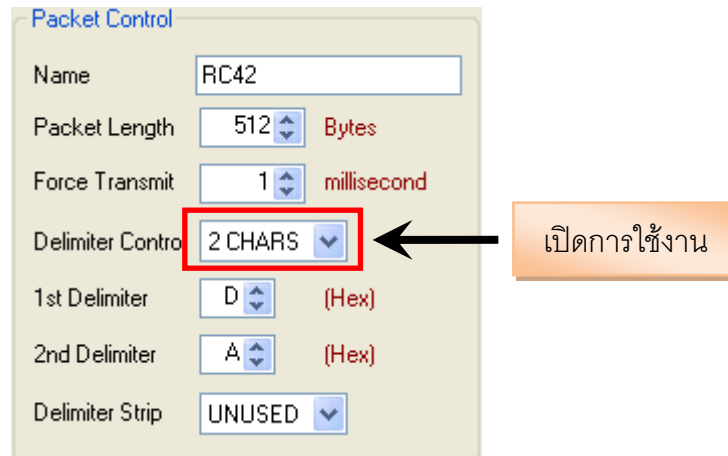 Packet Control
Name RC42
Packet Length 512 Bytes
Force Transmit 1 millisecond
Delimiter Contro 2 CHARS
เปิดการใช้งาน
1st Delimiter D (Hex)
2nd Delimiter A (Hex)
Delimiter Strip UNUSED